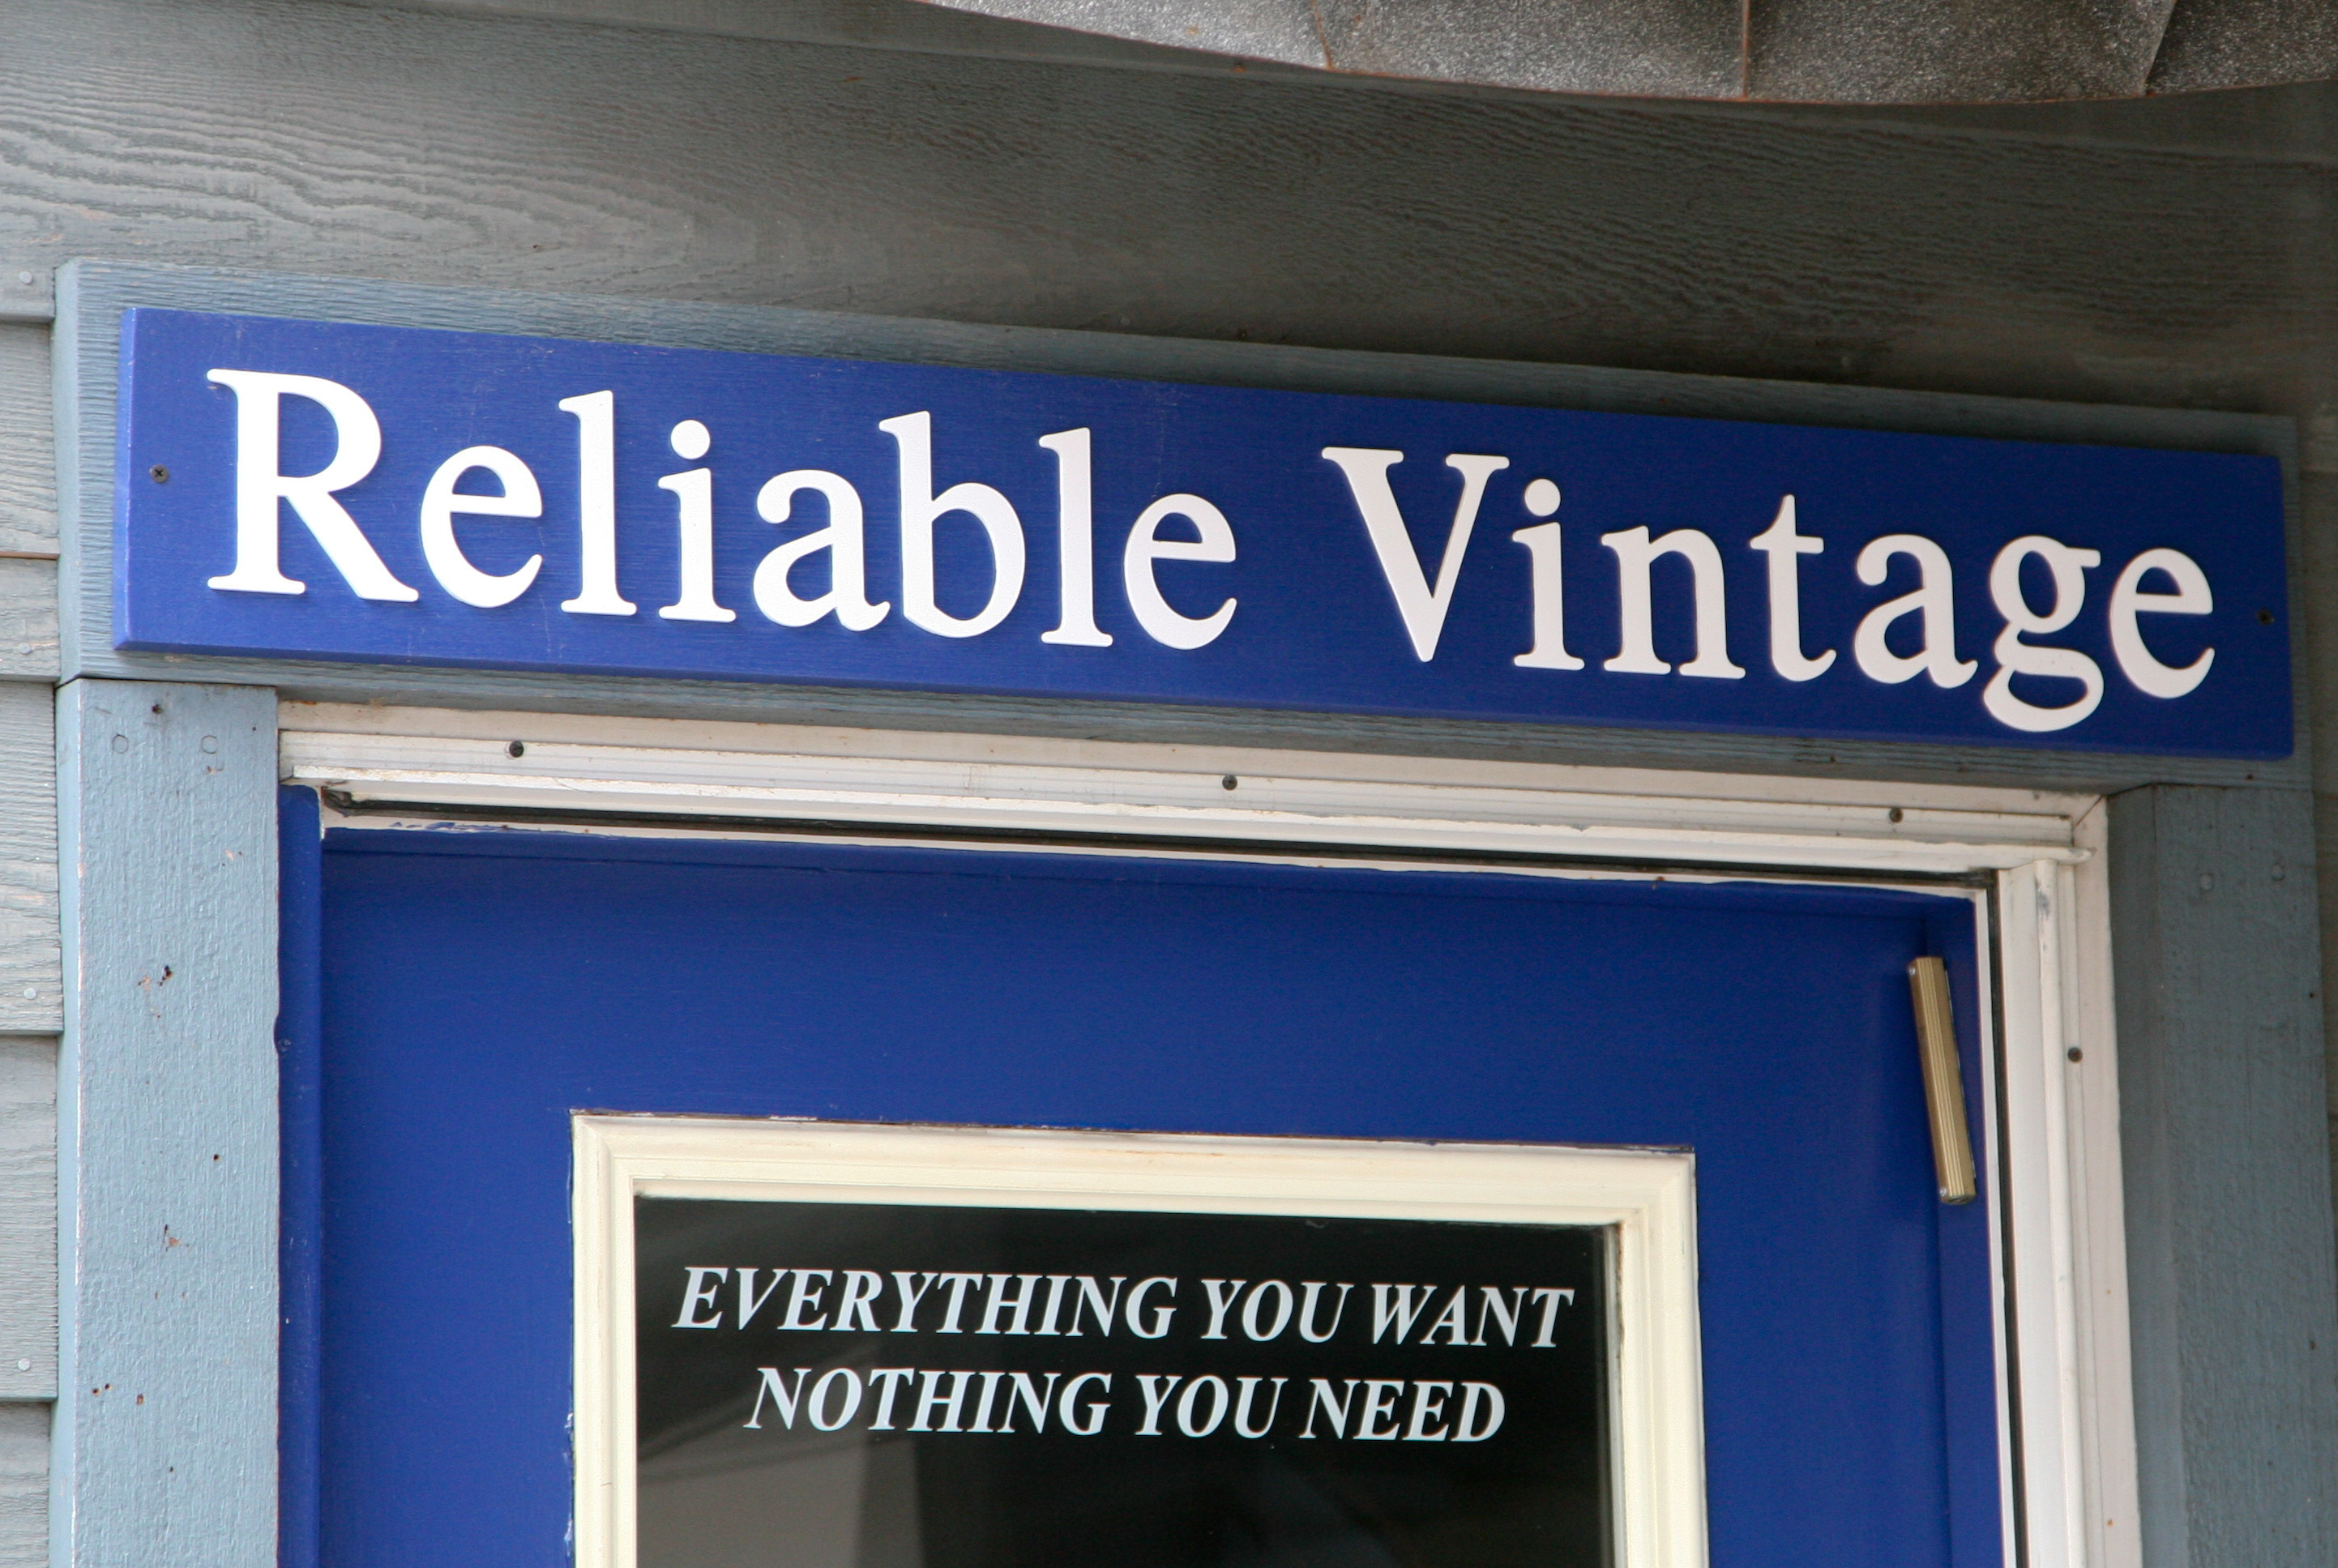 Reliable Vintage
EVERYTHING YOU WANT
NOTHING YOU NEED